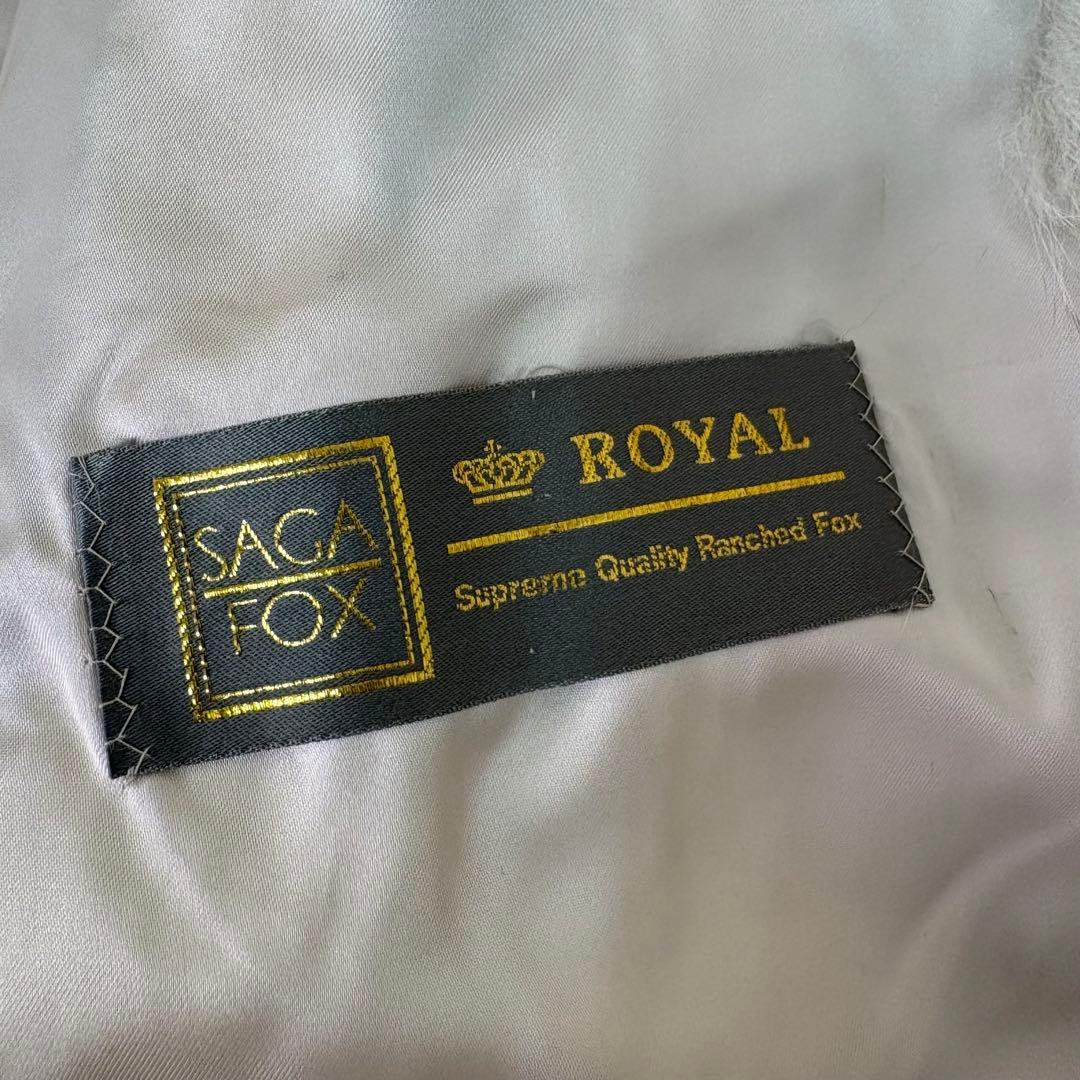 SAGA
FOX
ROYAL
Supreme Quality Ranched Fox